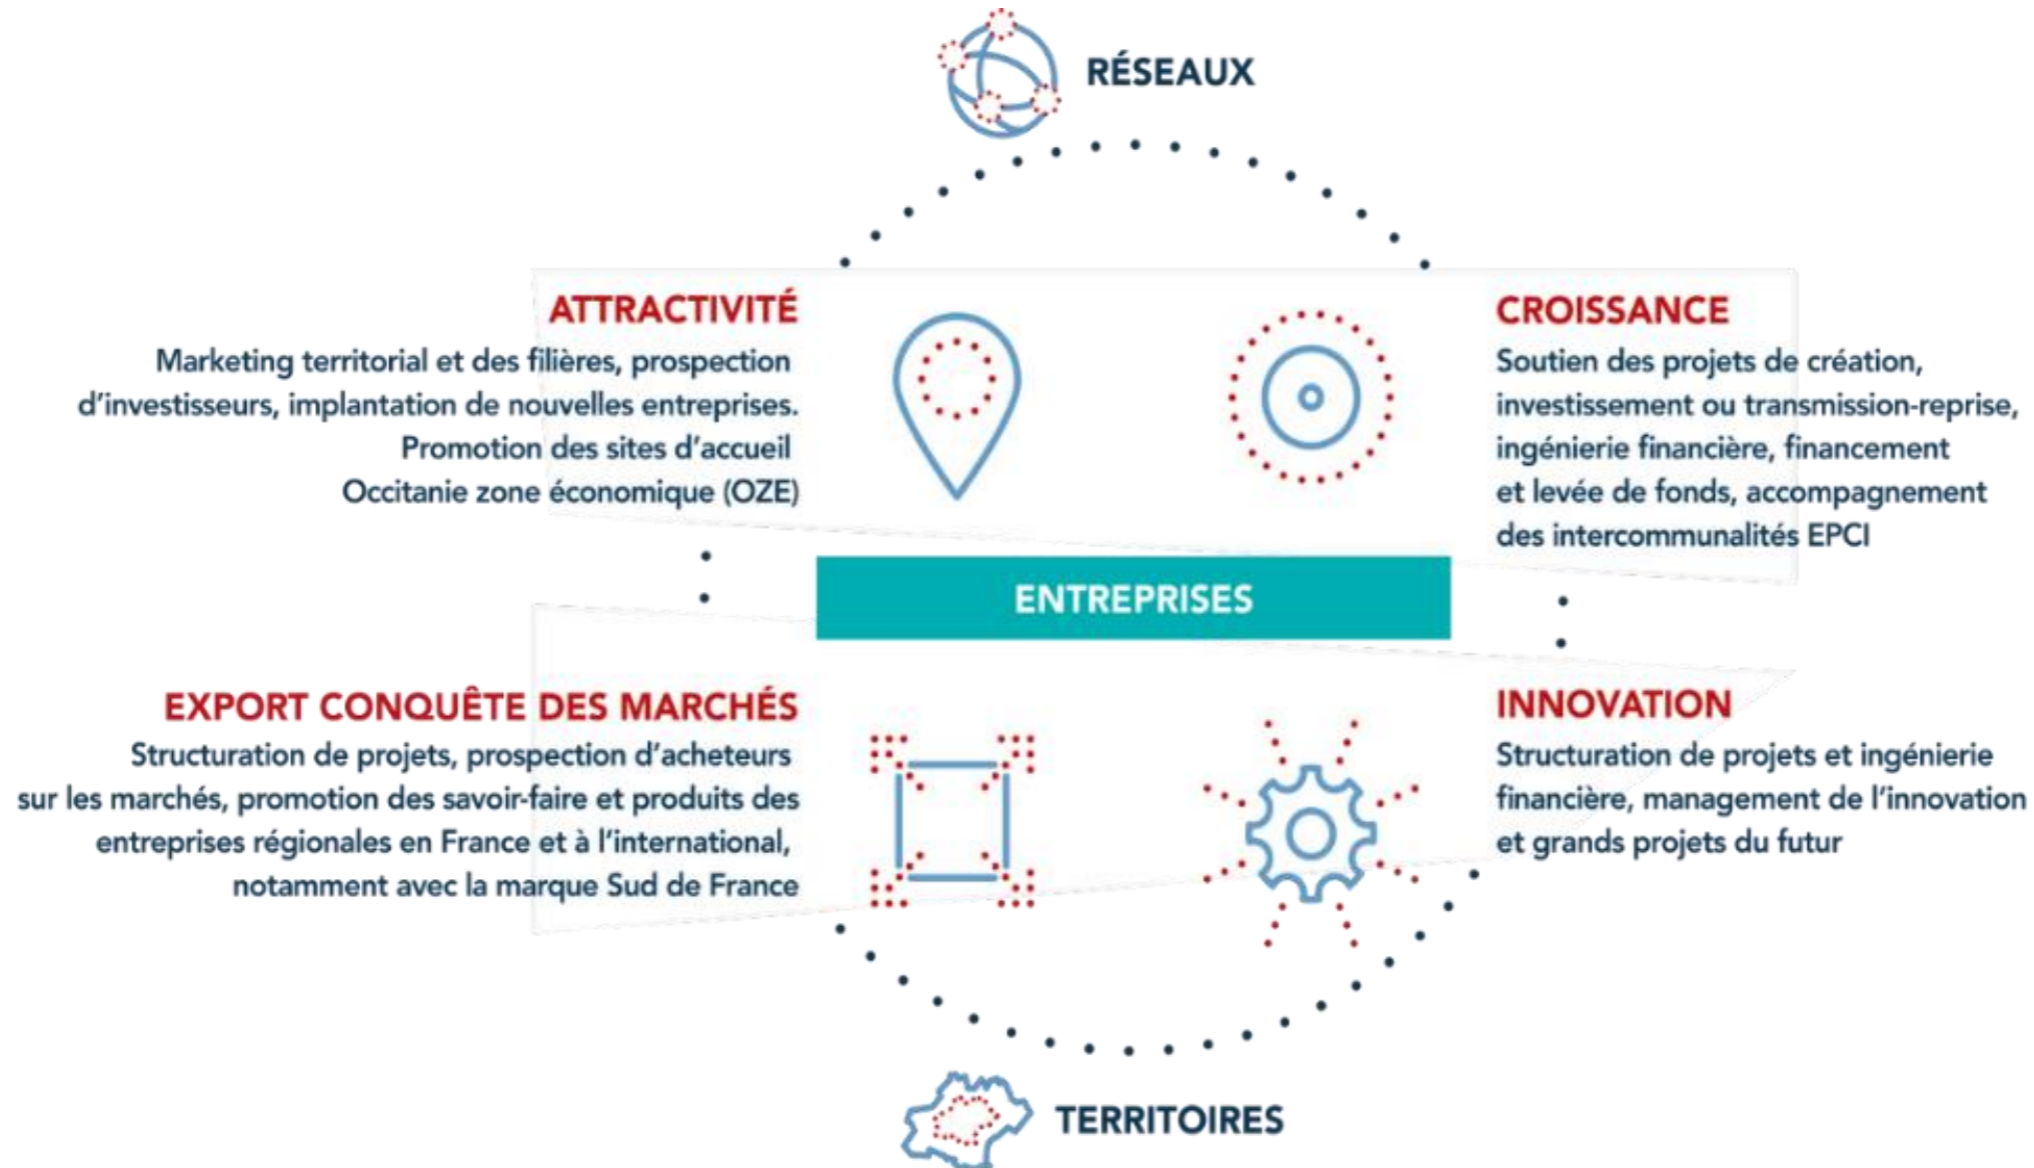 RÉSEAUX
ATTRACTIVITÉ
Marketing territorial et des filières, prospection
d'investisseurs, implantation de nouvelles entreprises.
Promotion des sites d'accueil
Occitanie zone économique (OZE)
CROISSANCE
Soutien des projets de création,
investissement ou transmission-reprise,
ingénierie financière, financement
et levée de fonds, accompagnement
des intercommunalités EPCI
ENTREPRISES
EXPORT CONQUÊTE DES MARCHÉS
Structuration de projets, prospection d'acheteurs
sur les marchés, promotion des savoir-faire et produits des
entreprises régionales en France et à l'international,
notamment avec la marque Sud de France
INNOVATION
Structuration de projets et ingénierie
financière, management de l'innovation
et grands projets du futur
TERRITOIRES